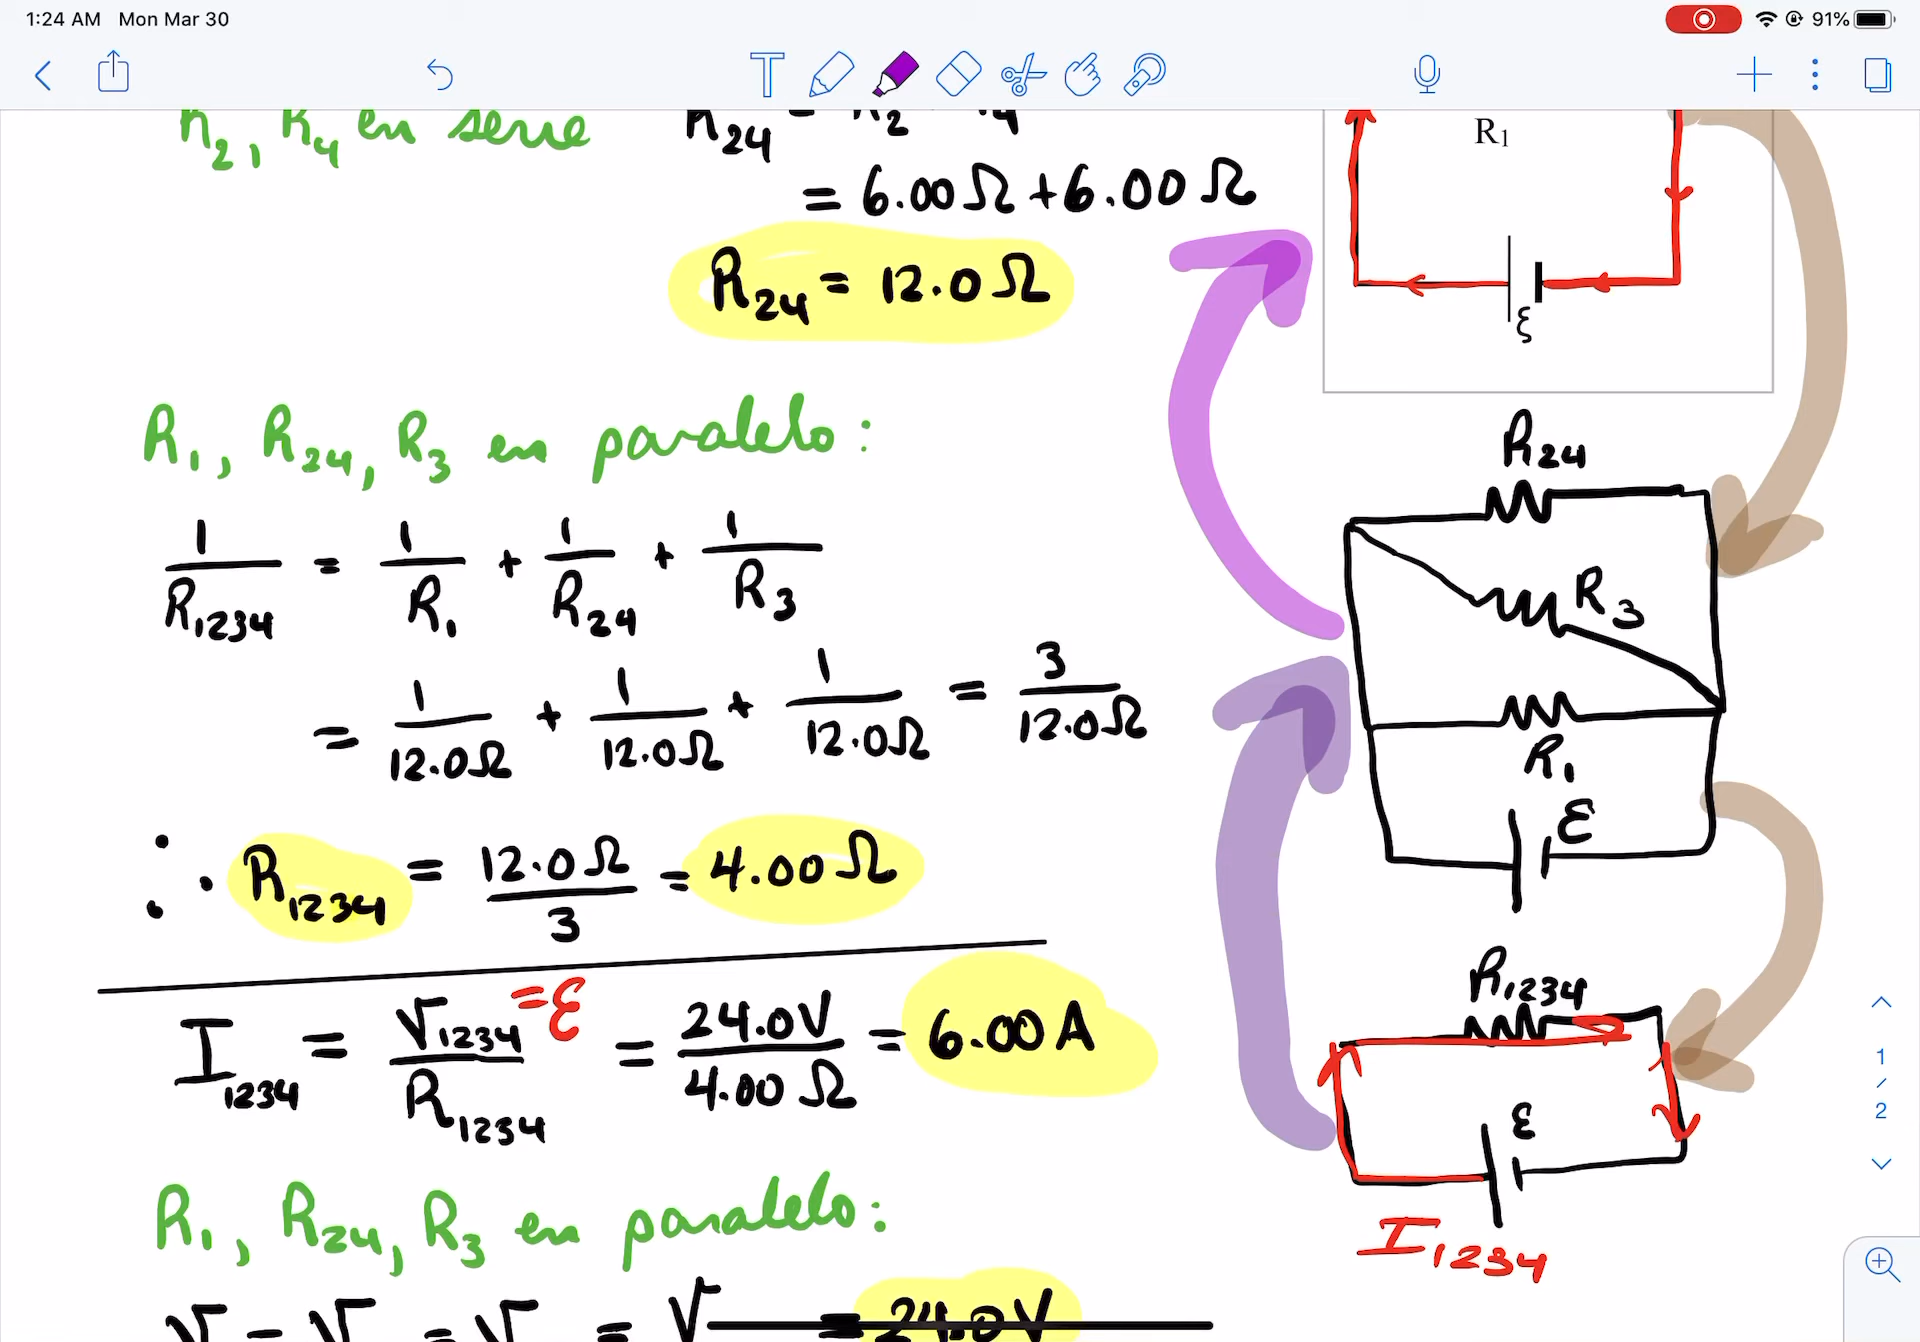 1:24 AM Mon Mar 30
91%
R2, R4 en serie
R24 = R2
= 6.00Ω + 6.00Ω
R24 = 12.0Ω
R1
ξ
R1, R24, R3 en paralelo:
1/R1234 = 1/R1 + 1/R24 + 1/R3
= 1/12.0Ω + 1/12.0Ω + 1/12.0Ω = 3/12.0Ω
∴ R1234 = 12.0Ω/3 = 4.00Ω
I1234 = V1234/R1234 = 24.0V/4.00Ω = 6.00A
=ε
R1, R24, R3 en paralelo:
V = V = V = V = 24.0V
R24
R3
R1
ε
R1234
ε
I1234
1
/
2